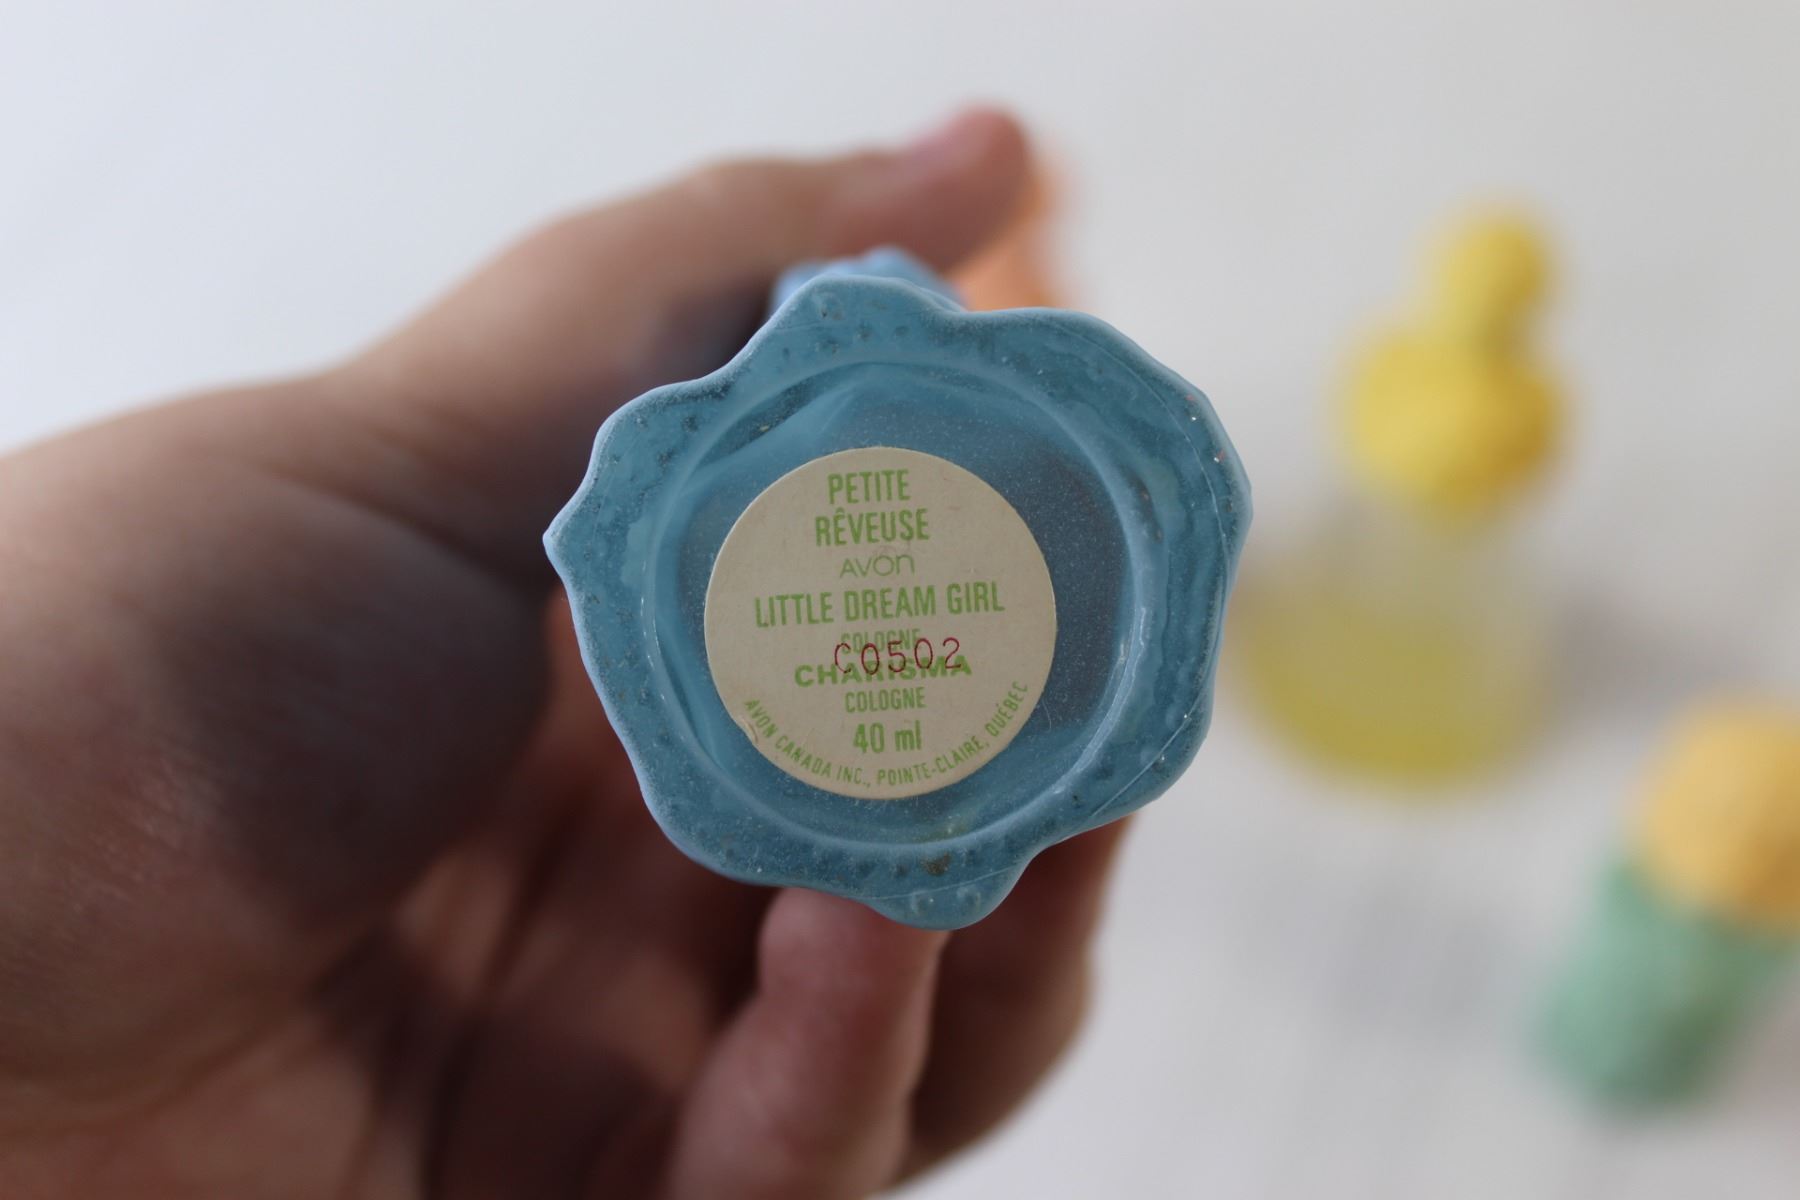 PETITE
RÊVEUSE
AVON
LITTLE DREAM GIRL
COLOGNE
C0502
CHARISMA
COLOGNE
40 ml
AVON CANADA INC., POINTE-CLAIRE, QUÉBEC